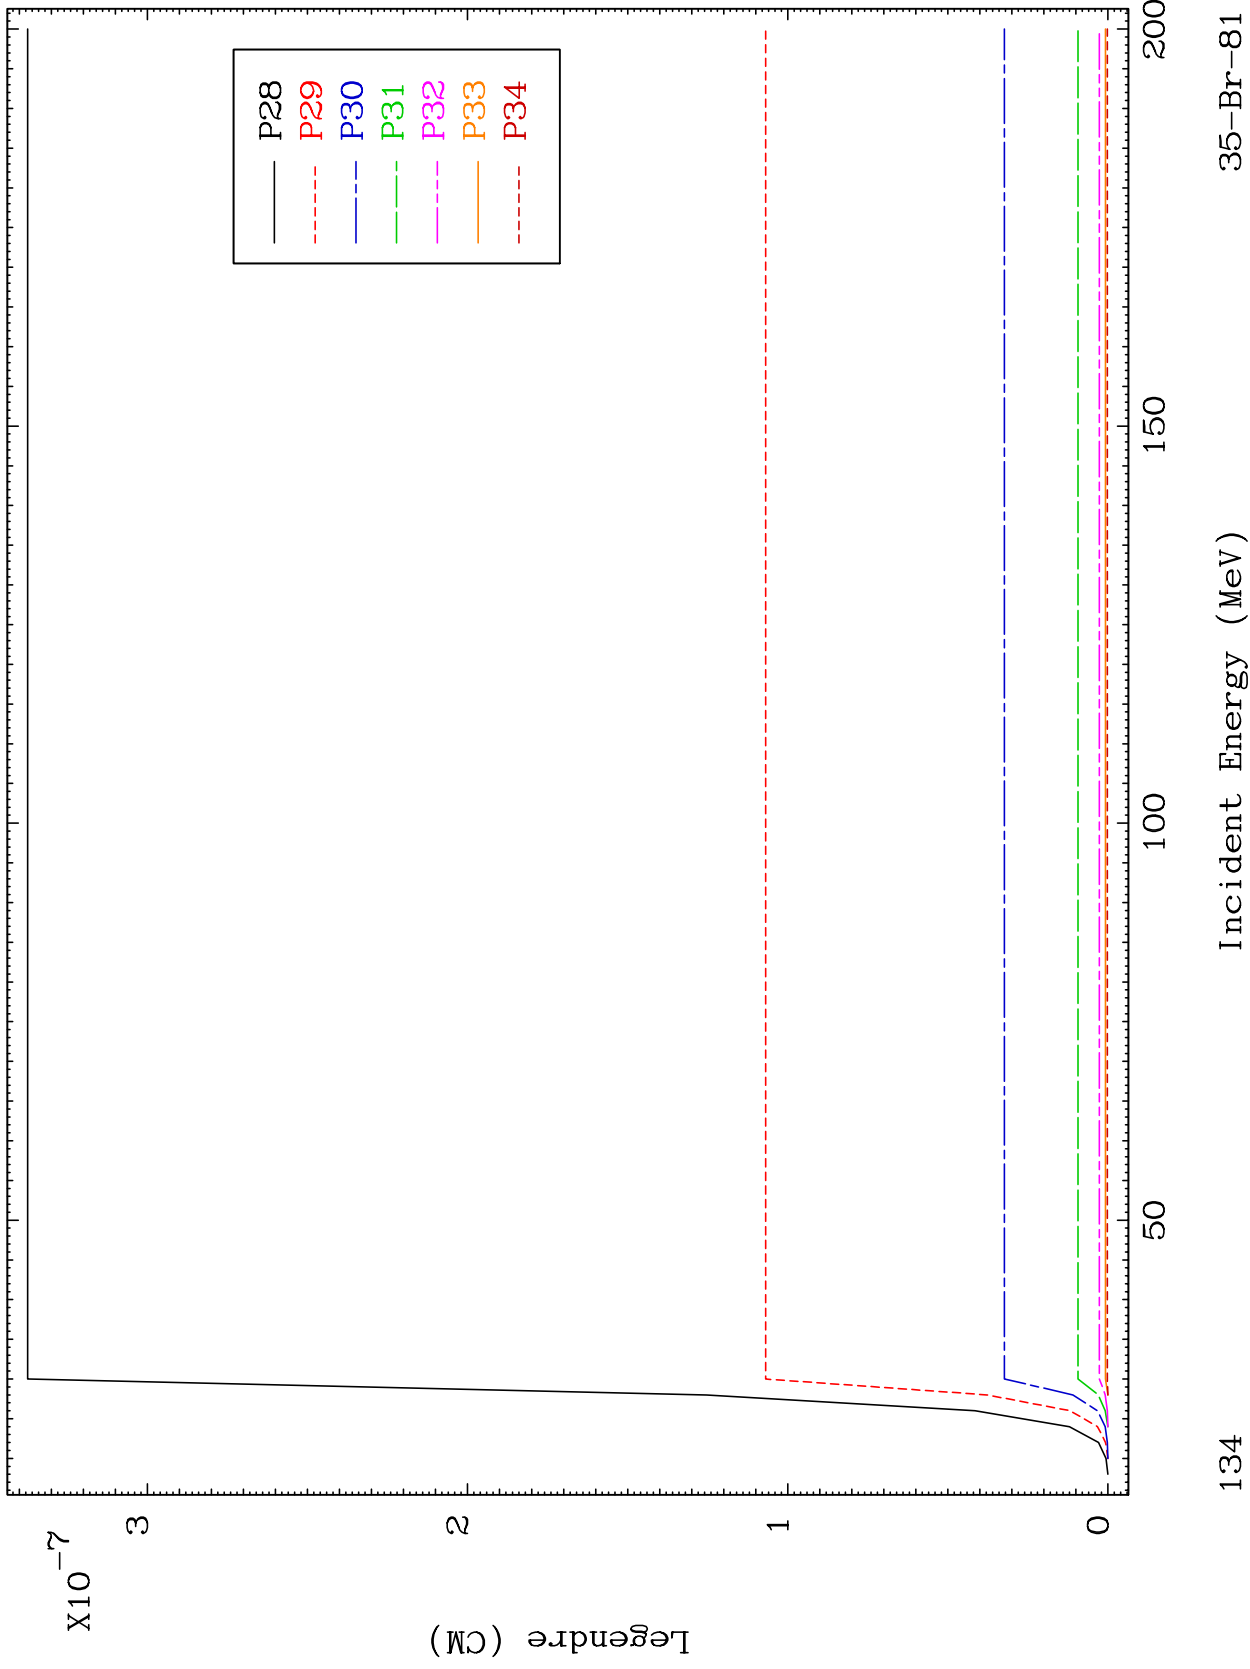 X10-7
3
2
1
0
Legendre (CM)
P28
P29
P30
P31
P32
P33
P34
50
100
150
200
Incident Energy (MeV)
134
35-Br-81